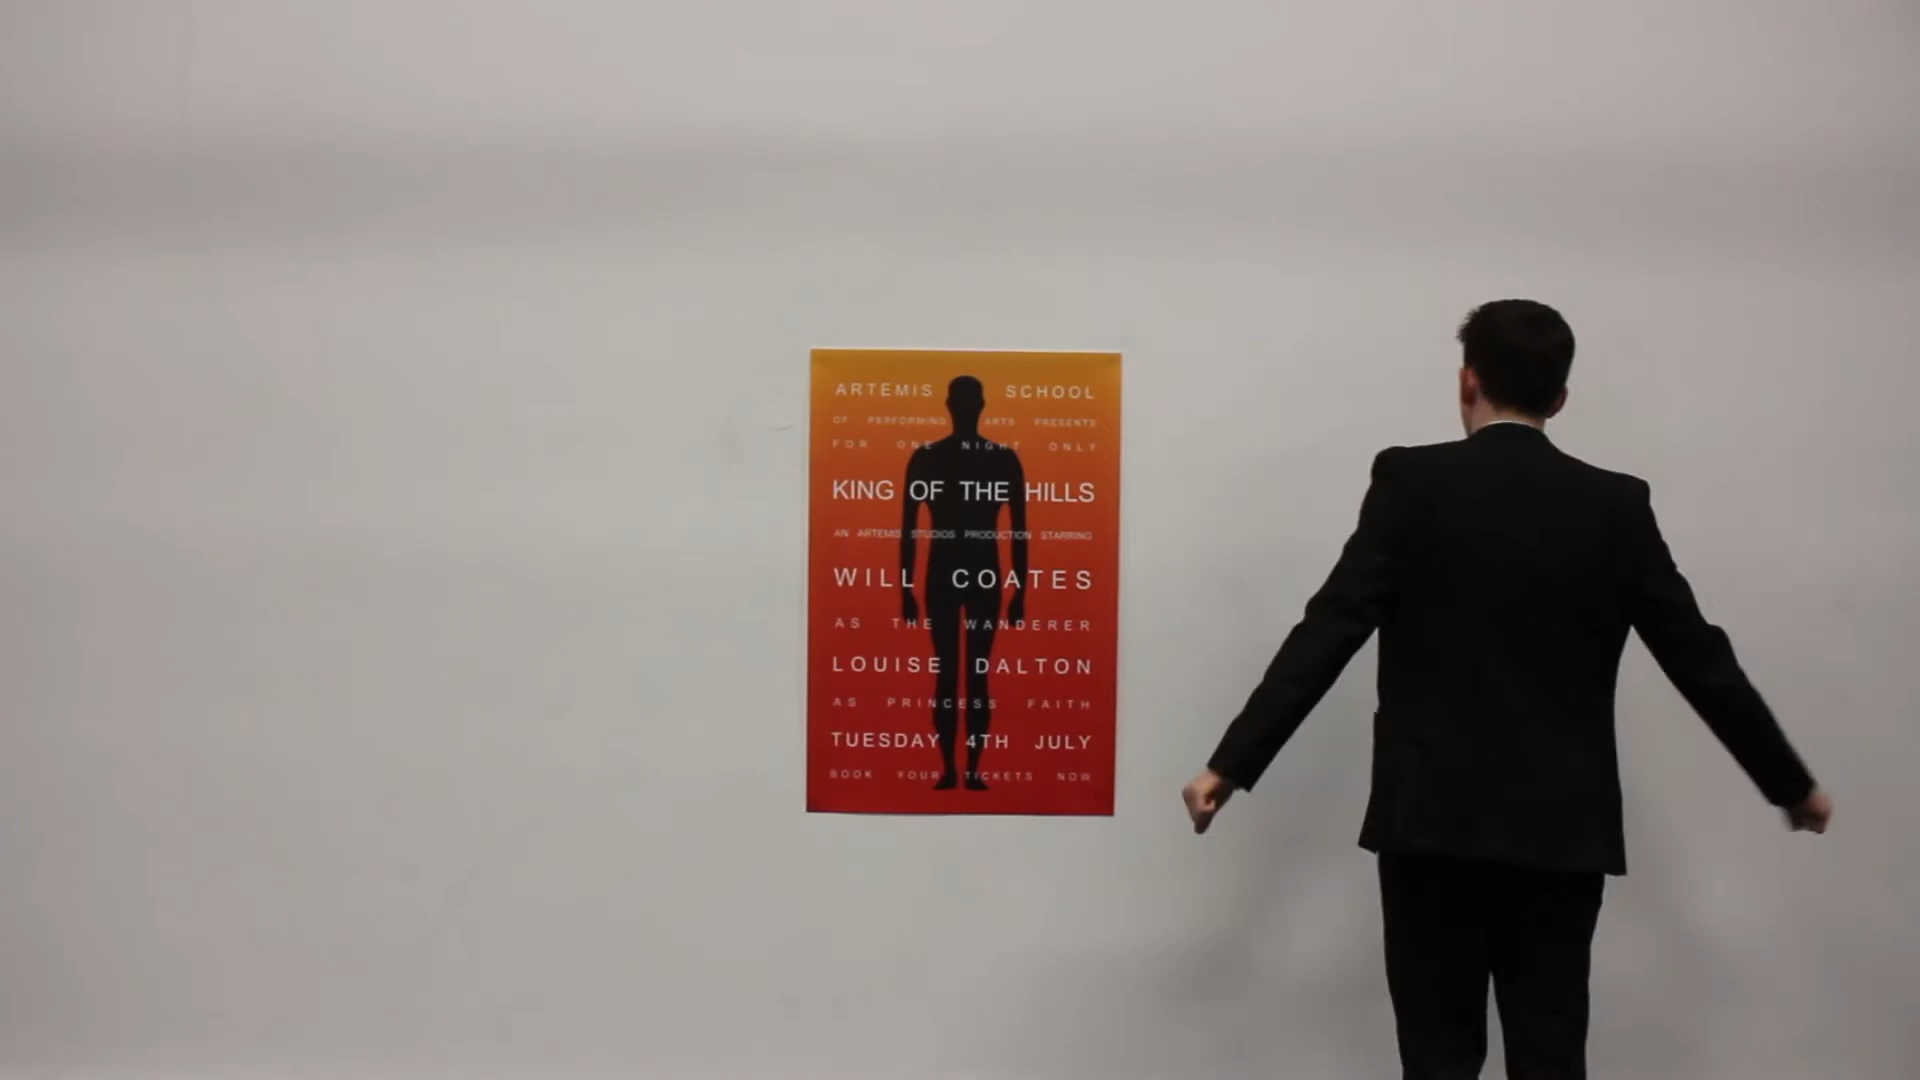 ARTEMIS SCHOOL
OF PERFORMING ARTS PRESENTS
FOR ONE NIGHT ONLY
KING OF THE HILLS
AN ARTEMIS STUDIOS PRODUCTION STARRING
WILL COATES
AS THE WANDERER
LOUISE DALTON
AS PRINCESS FAITH
TUESDAY 4TH JULY
BOOK YOUR TICKETS NOW